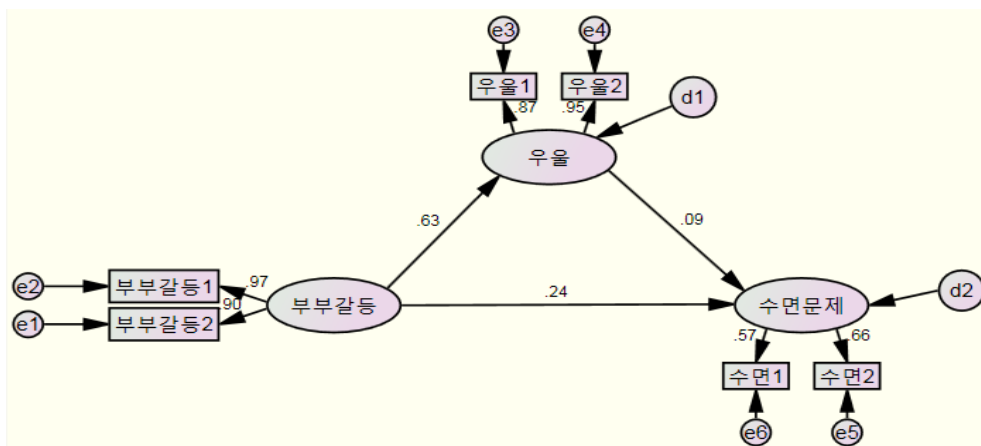 e3
e4
우울1
우울2
d1
.87
.95
우울
.63
.09
e2
부부갈등1
.97
부부갈등
.24
수면문제
d2
e1
부부갈등2
.90
.57
.66
수면1
수면2
e6
e5